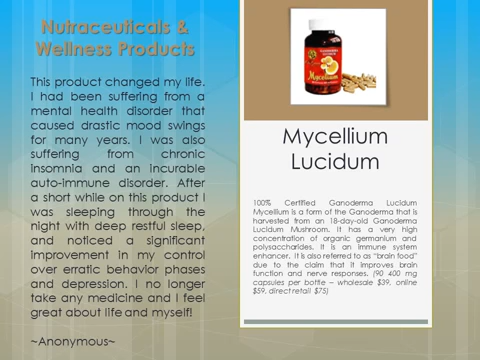 Nutraceuticals &
Wellness Products
This product changed my life.
I had been suffering from a
mental health disorder that
caused drastic mood swings
for many years. I was also
suffering from chronic
insomnia and an incurable
auto-immune disorder. After
a short while on this product I
was sleeping through the
night with deep restful sleep,
and noticed a significant
improvement in my control
over erratic behavior phases
and depression. I no longer
take any medicine and I feel
great about life and myself!
~Anonymous~
Mycellium
Mycellium
Lucidum
100% Certified Ganoderma Lucidum
Mycellium is a form of the Ganoderma that is
harvested from an 18-day-old Ganoderma
Lucidum Mushroom. It has a very high
concentration of organic germanium and
polysaccharides. It is an immune system
enhancer. It is also referred to as “brain food”
due to the claim that it improves brain
function and nerve responses. (90 400 mg
capsules per bottle – wholesale $39, online
$59, direct retail $75)